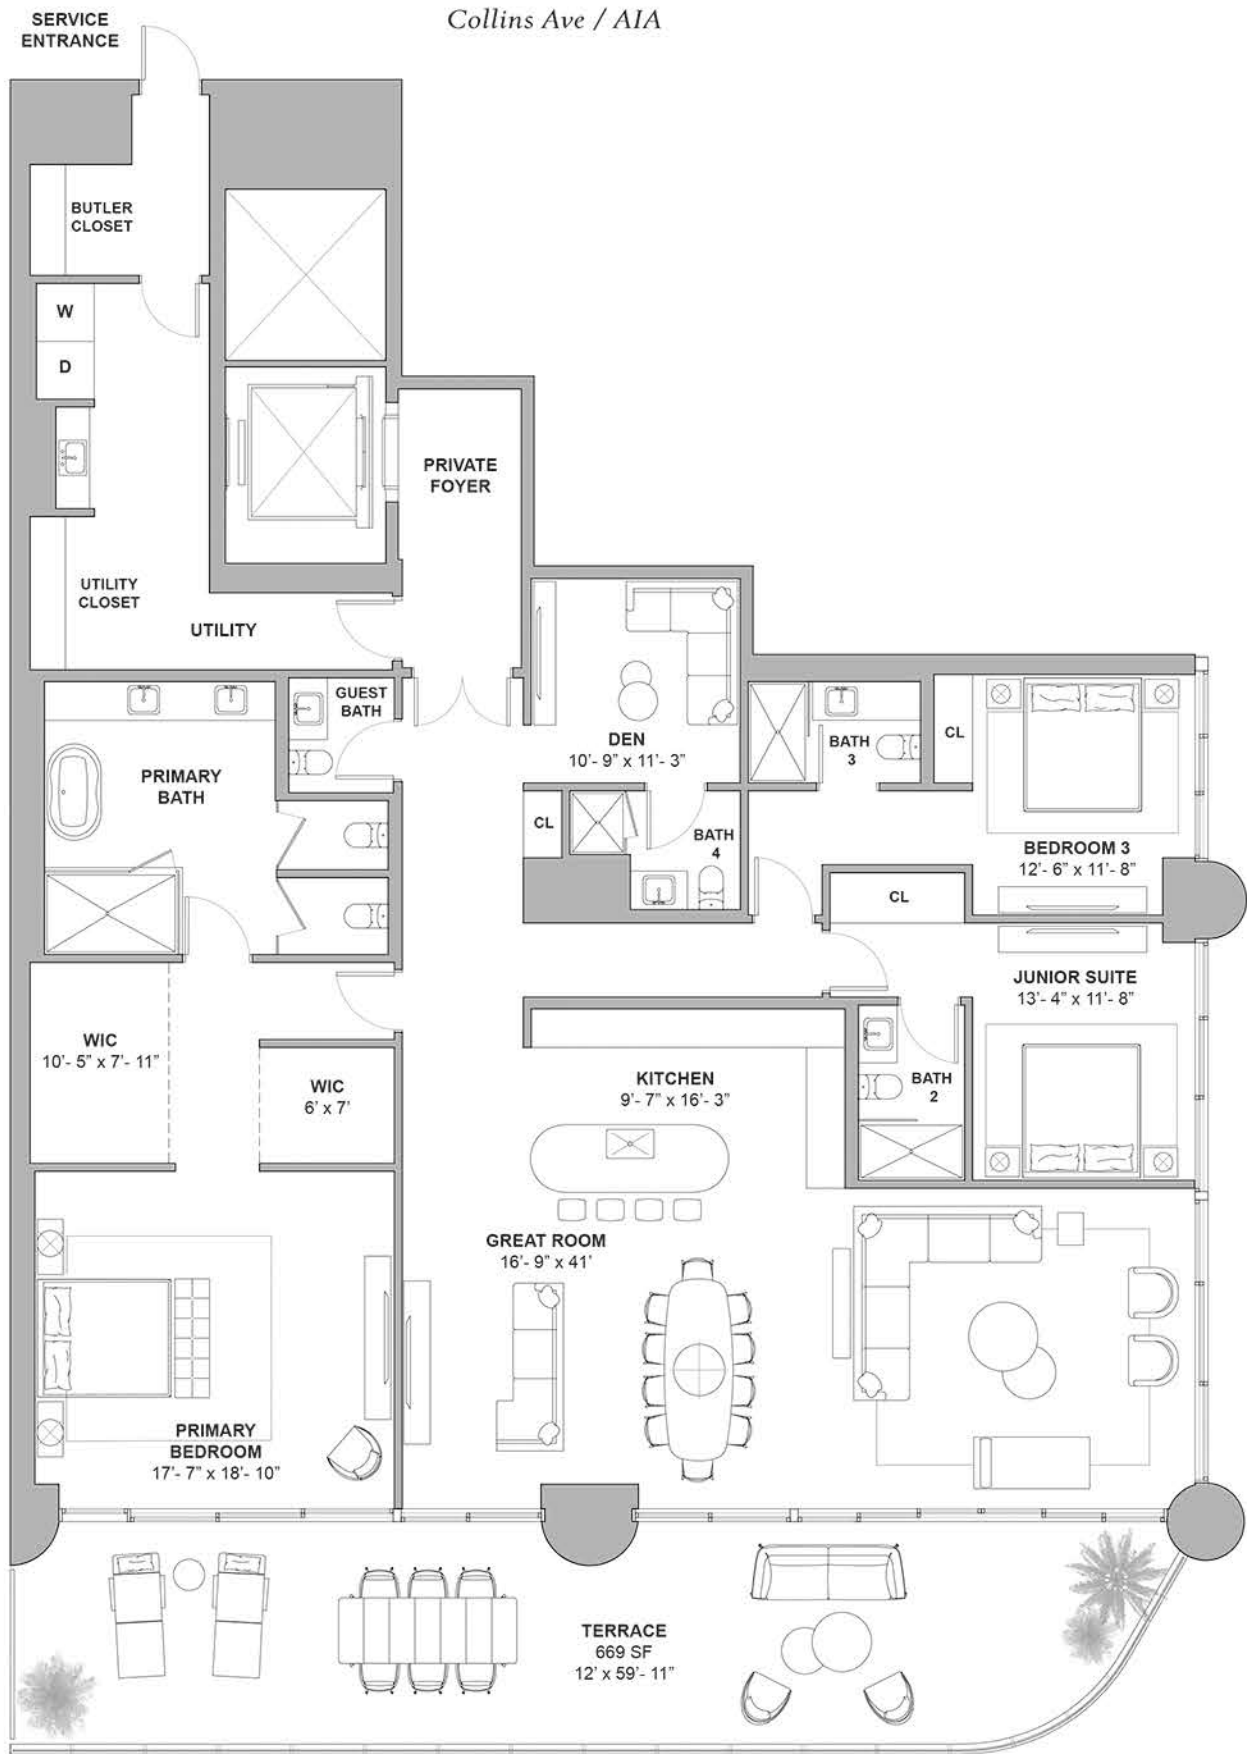 Collins Ave / AIA
SERVICE
ENTRANCE
BUTLER
CLOSET
W
D
PRIVATE
FOYER
UTILITY
CLOSET
UTILITY
GUEST
BATH
PRIMARY
BATH
DEN
10'- 9" x 11'- 3"
BATH
3
CL
CL
BATH
4
BEDROOM 3
12'- 6" x 11'- 8"
CL
JUNIOR SUITE
13'- 4" x 11'- 8"
WIC
10'- 5" x 7'- 11"
WIC
6' x 7'
KITCHEN
9'- 7" x 16'- 3"
BATH
2
GREAT ROOM
16'- 9" x 41'
PRIMARY
BEDROOM
17'- 7" x 18'- 10"
TERRACE
669 SF
12' x 59'- 11"